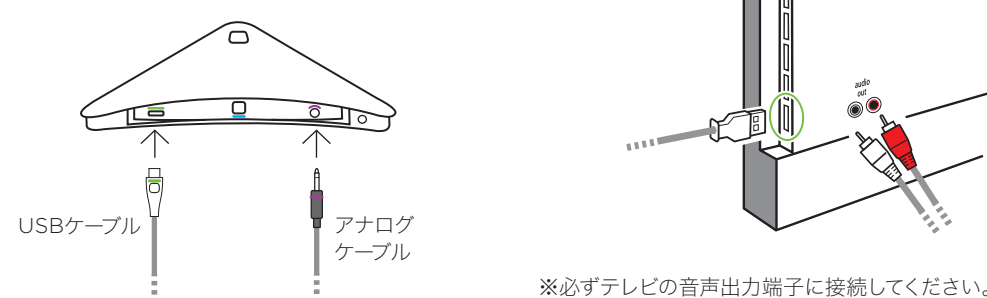 USBケーブル
アナログ
ケーブル
audio
out
※必ずテレビの音声出力端子に接続してください。